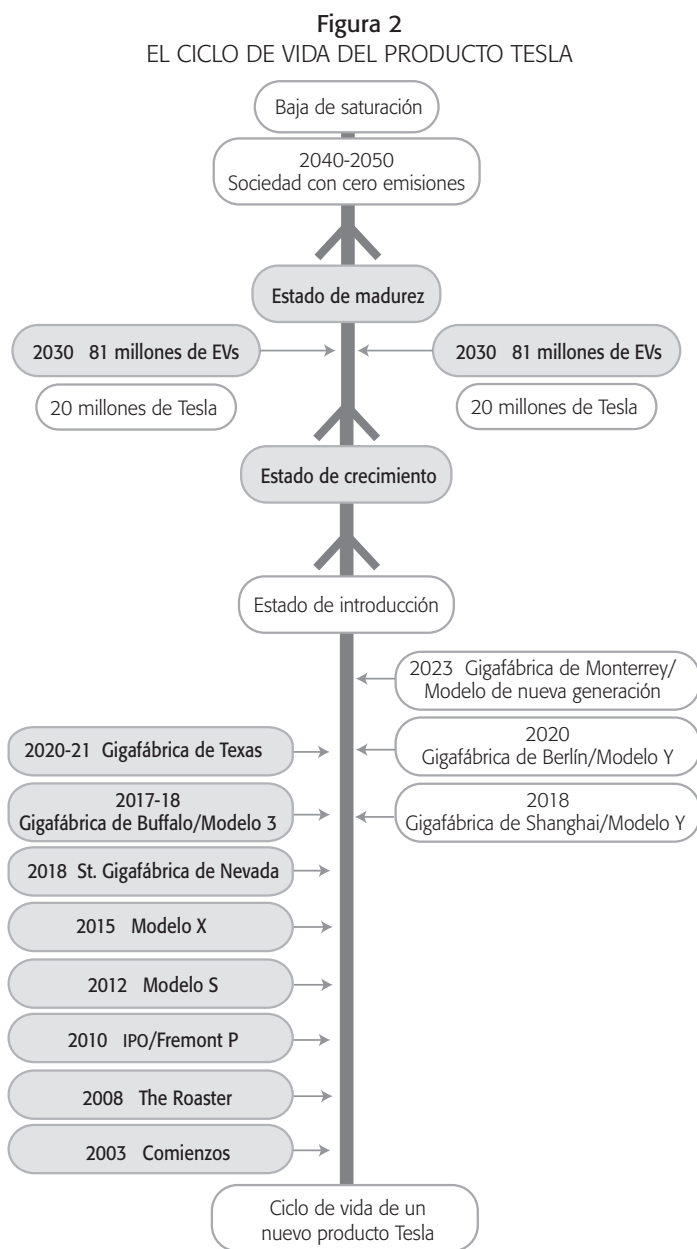 Figura 2
EL CICLO DE VIDA DEL PRODUCTO TESLA
Baja de saturación
2040-2050
Sociedad con cero emisiones
Estado de madurez
2030 81 millones de EVs
2030 81 millones de EVs
20 millones de Tesla
20 millones de Tesla
Estado de crecimiento
Estado de introducción
2023 Gigafábrica de Monterrey/
Modelo de nueva generación
2020-21 Gigafábrica de Texas
2020
Gigafábrica de Berlín/Modelo Y
2017-18
Gigafábrica de Buffalo/Modelo 3
2018
Gigafábrica de Shanghai/Modelo Y
2018 St. Gigafábrica de Nevada
2015 Modelo X
2012 Modelo S
2010 IPO/Fremont P
2008 The Roaster
2003 Comienzos
Ciclo de vida de un
nuevo producto Tesla